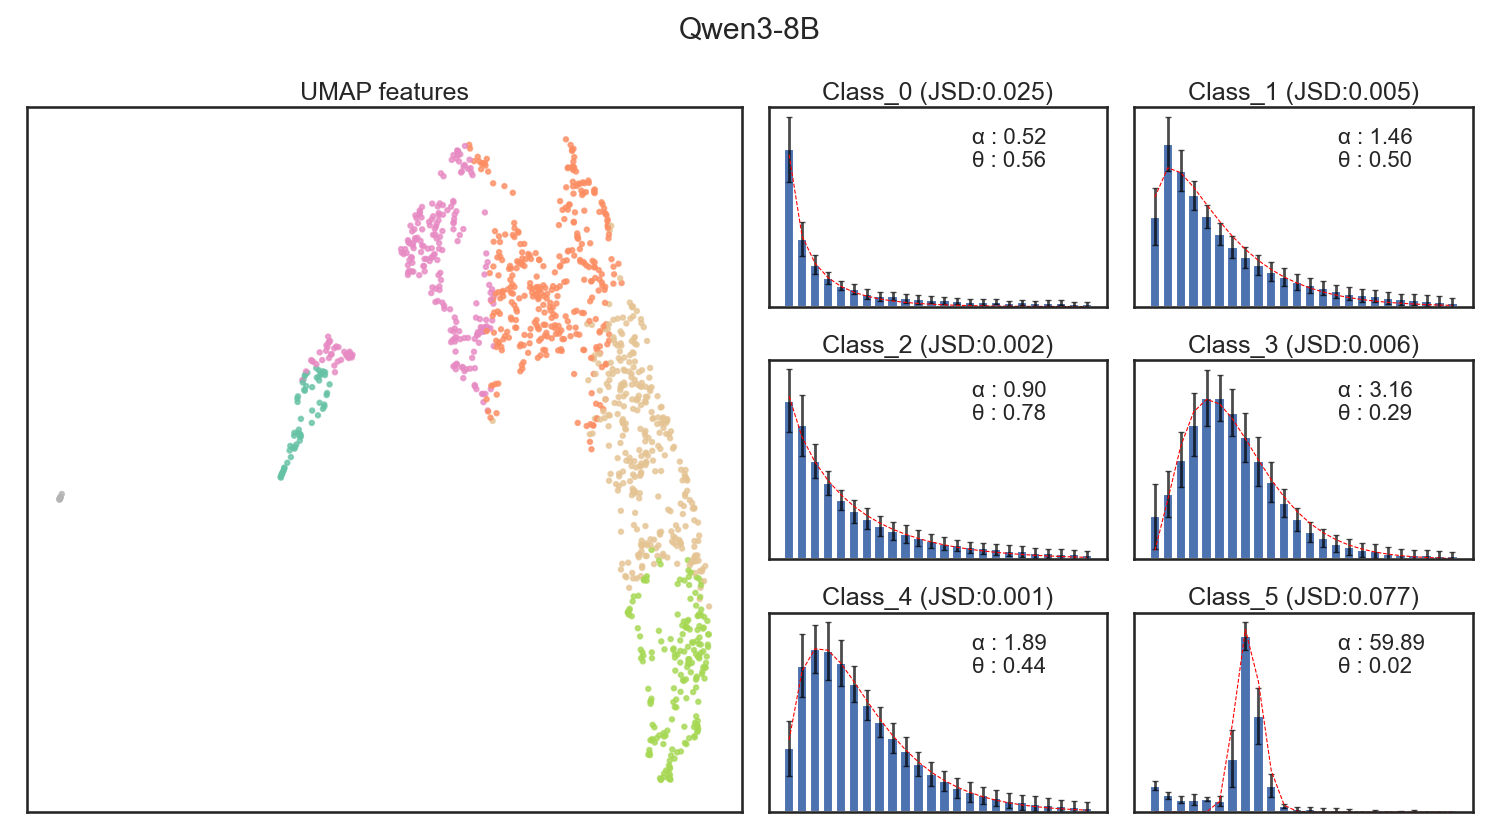 Qwen3-8B
UMAP features
Class_0 (JSD:0.025)
α : 0.52
θ : 0.56
Class_1 (JSD:0.005)
α : 1.46
θ : 0.50
Class_2 (JSD:0.002)
α : 0.90
θ : 0.78
Class_3 (JSD:0.006)
α : 3.16
θ : 0.29
Class_4 (JSD:0.001)
α : 1.89
θ : 0.44
Class_5 (JSD:0.077)
α : 59.89
θ : 0.02